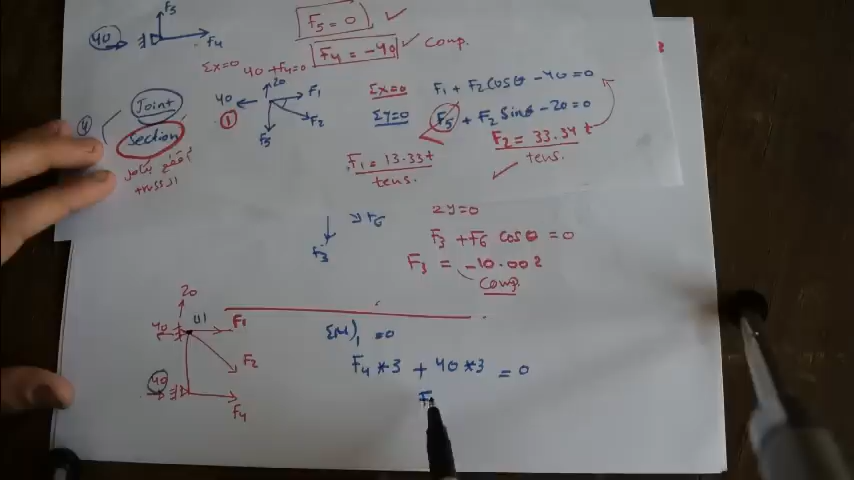 F5
40
F4
F5 = 0
F4 = -40
Comp.
Σx=0 40 + F4=0
Joint
Section
20
40
F1
F2
F5
1
Σx=0 F1 + F2 cosθ - 40 = 0
Σy=0 F5 + F2 sinθ - 20 = 0
F2 = 33.34 t
tens.
F1 = 13.33 t
tens.
F6
F3
Σy=0
F3 + F6 cosθ = 0
F3 = -10.002
Comp.
20
40
F1
F2
40
F4
ΣM)1 = 0
F4 * 3 + 40 * 3 = 0
F